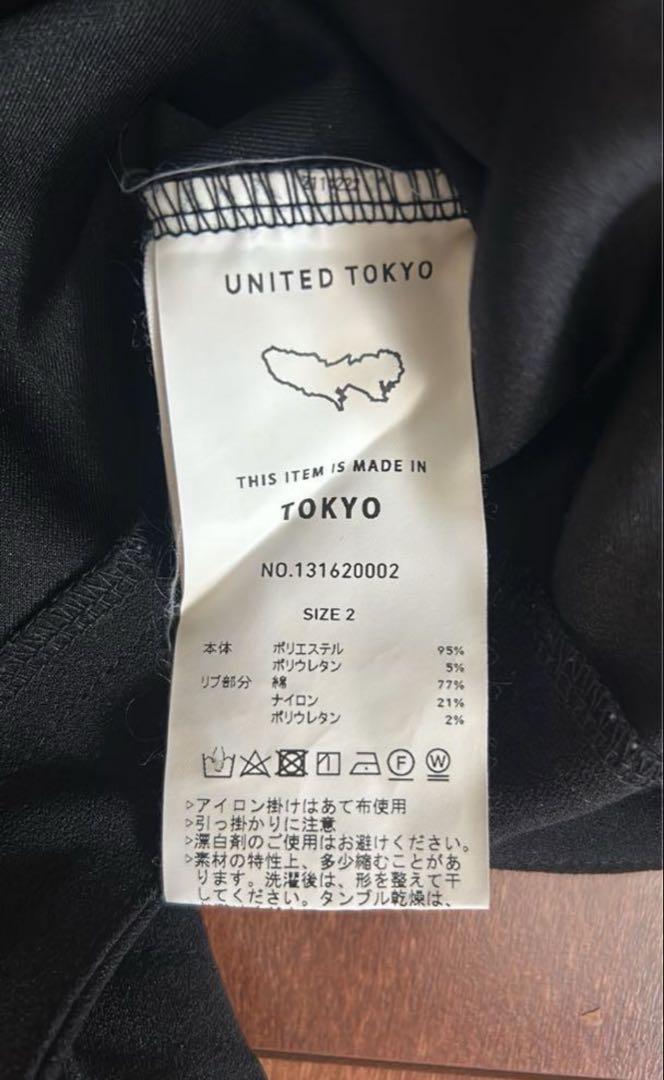 UNITED TOKYO
THIS ITEM IS MADE IN
TOKYO
NO.131620002
SIZE 2
本体 ポリエステル 95%
ポリウレタン 5%
リブ部分 綿 77%
ナイロン 21%
ポリウレタン 2%
F W
>アイロン掛けはあて布使用
>引っ掛かりに注意
>漂白剤のご使用はお避けください。
>素材の特性上、多少縮むことがあ
ります。洗濯後は、形を整えて干
してください。タンブル乾燥は、